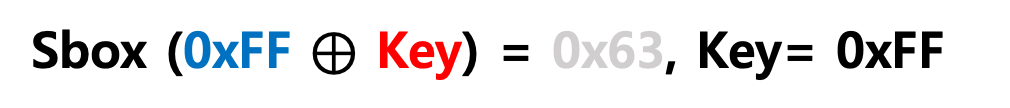 Sbox (0xFF ⊕ Key) = 0x63, Key= 0xFF